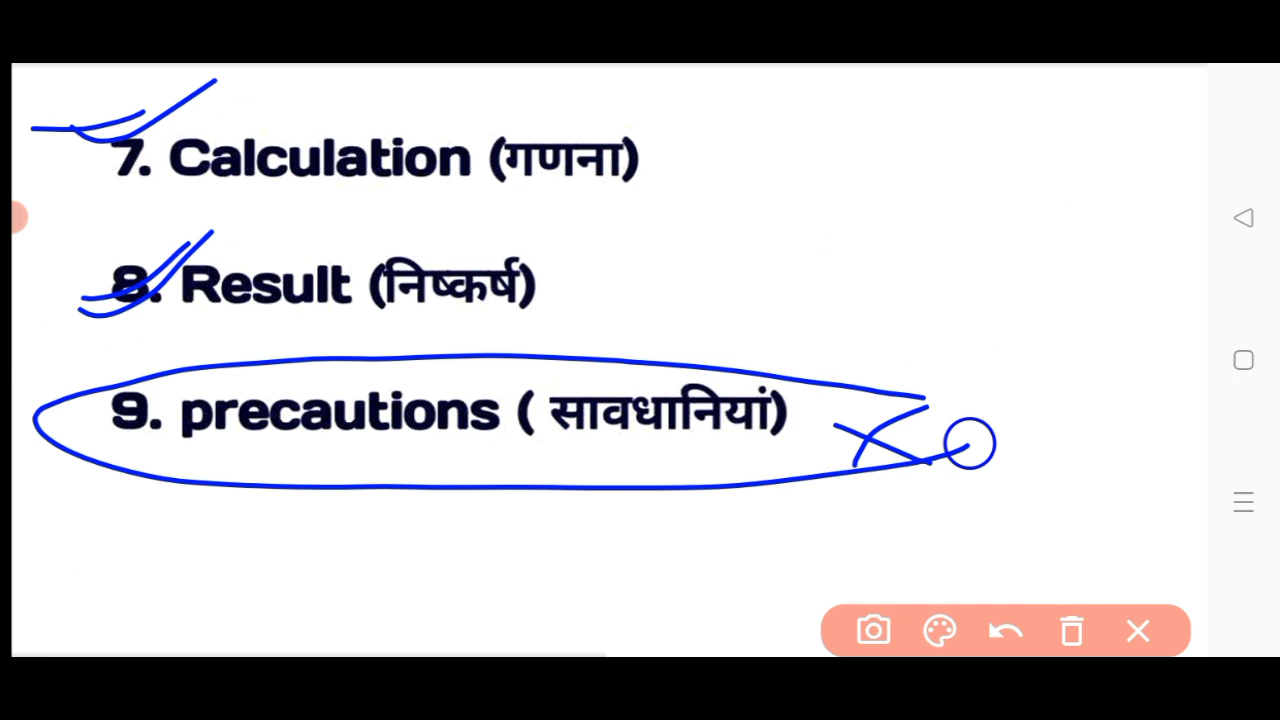 7. Calculation (गणना)
8. Result (निष्कर्ष)
9. precautions ( सावधानियां)